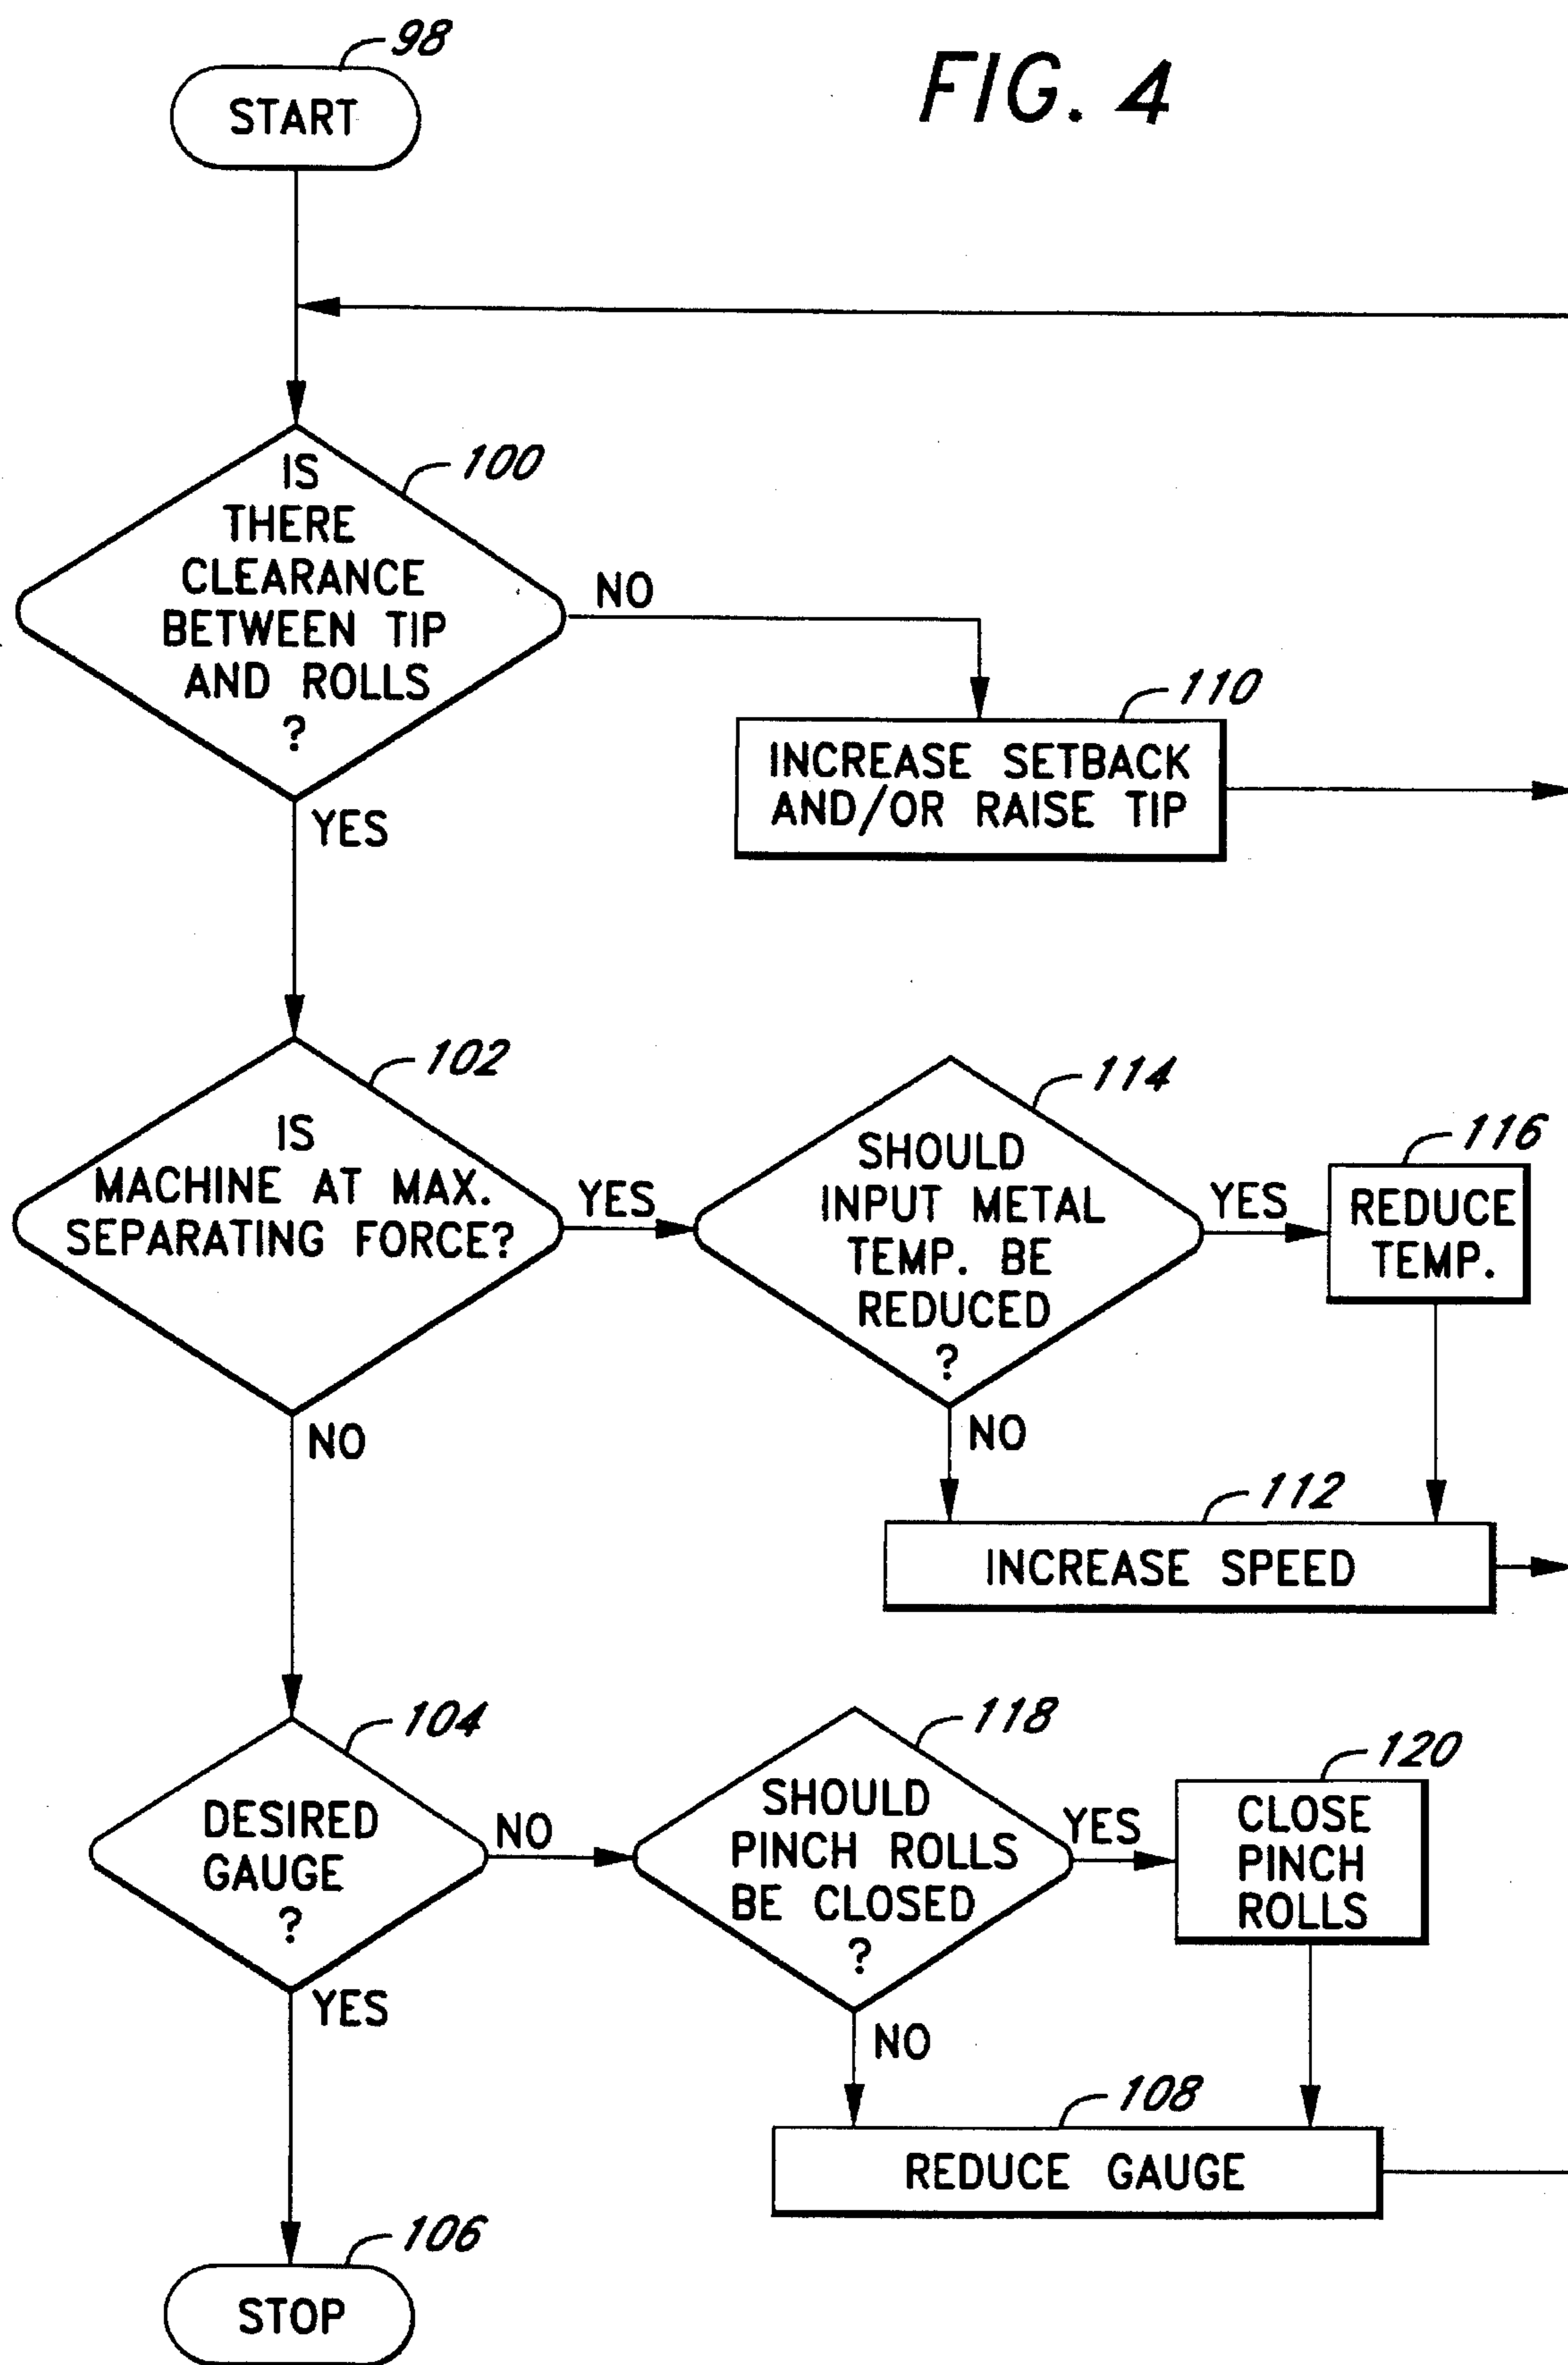 98
FIG. 4
START
IS
THERE
CLEARANCE
BETWEEN TIP
AND ROLLS
?
100
NO
110
INCREASE SETBACK
AND/OR RAISE TIP
YES
102
IS
MACHINE AT MAX.
SEPARATING FORCE?
YES
114
SHOULD
INPUT METAL
TEMP. BE
REDUCED
?
YES
116
REDUCE
TEMP.
NO
NO
112
INCREASE SPEED
104
DESIRED
GAUGE
?
NO
118
SHOULD
PINCH ROLLS
BE CLOSED
?
YES
120
CLOSE
PINCH
ROLLS
YES
NO
108
REDUCE GAUGE
106
STOP